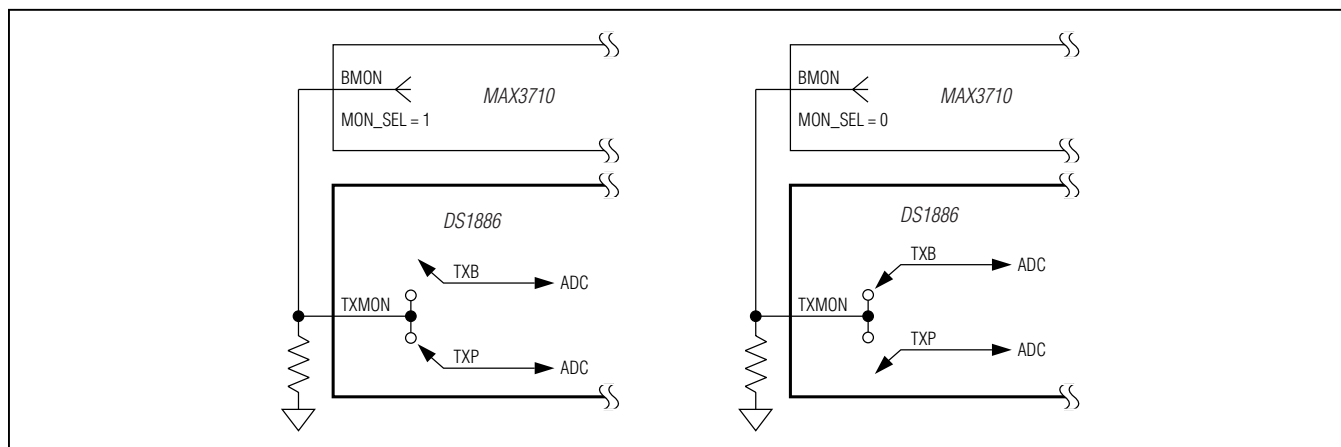 BMON
MAX3710
MON_SEL = 1
DS1886
TXB
ADC
TXMON
TXP
ADC
BMON
MAX3710
MON_SEL = 0
DS1886
TXB
ADC
TXMON
TXP
ADC